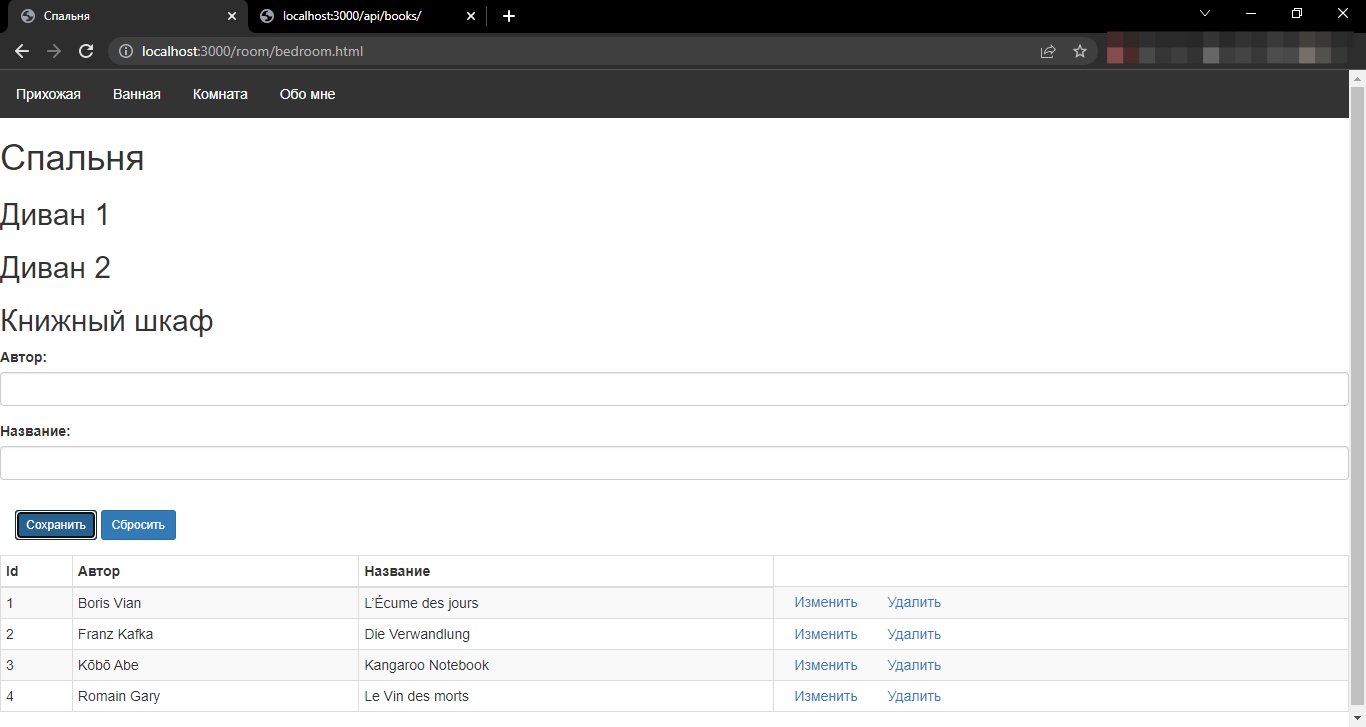 Спальня
localhost:3000/api/books/
localhost:3000/room/bedroom.html
Прихожая Ванная Комната Обо мне
Спальня
Диван 1
Диван 2
Книжный шкаф
Автор:
Название:
Сохранить Сбросить
Id Автор Название
1 Boris Vian L’Écume des jours Изменить Удалить
2 Franz Kafka Die Verwandlung Изменить Удалить
3 Kōbō Abe Kangaroo Notebook Изменить Удалить
4 Romain Gary Le Vin des morts Изменить Удалить